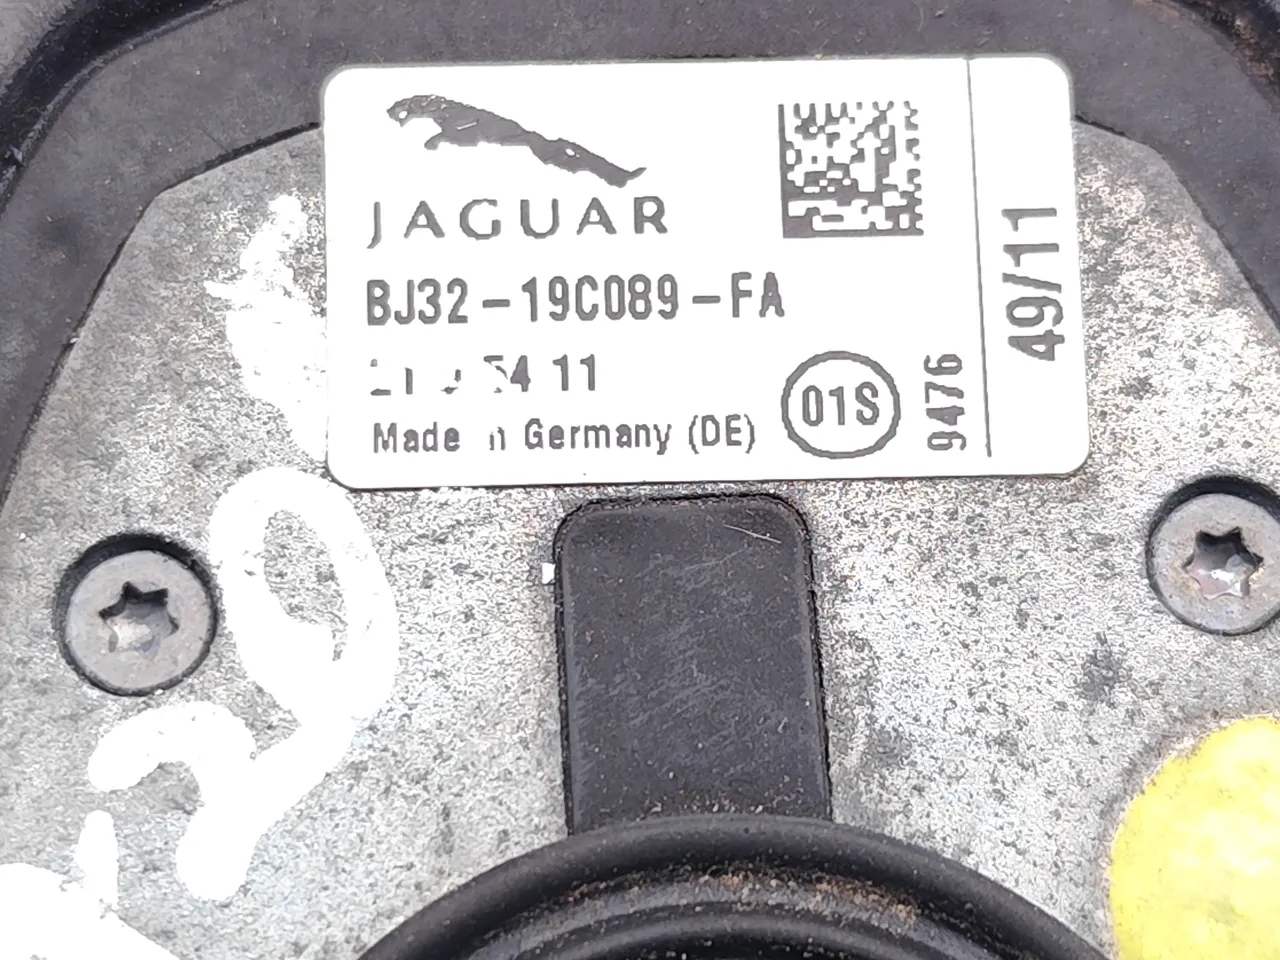 JAGUAR
BJ32-19C089-FA
11
Made in Germany (DE)
01S
9476
49/11